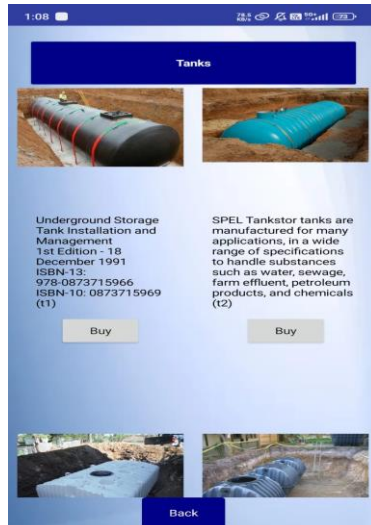 1:08
Tanks
Underground Storage
Tank Installation and
Management
1st Edition - 18
December 1991
ISBN-13:
978-0873715966
ISBN-10: 0873715969
(t1)
Buy
SPEL Tankstor tanks are
manufactured for many
applications, in a wide
range of specifications
to handle substances
such as water, sewage,
farm effluent, petroleum
products, and chemicals
(t2)
Buy
Back